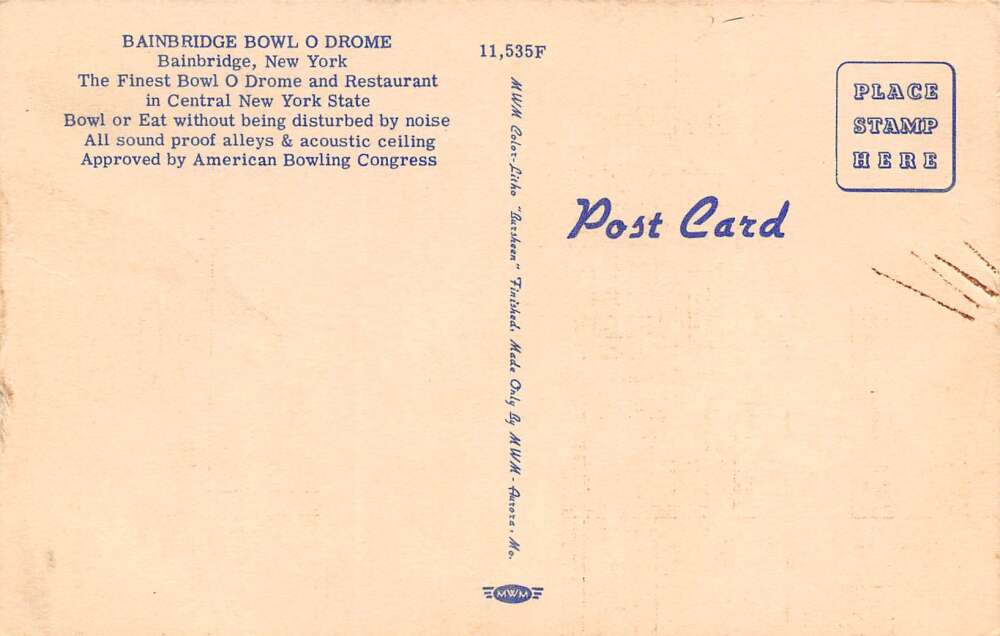 BAINBRIDGE BOWL O DROME
Bainbridge, New York
The Finest Bowl O Drome and Restaurant
in Central New York State
Bowl or Eat without being disturbed by noise
All sound proof alleys & acoustic ceiling
Approved by American Bowling Congress
11,535F
MWM Color-Litho "Bursheen" Finished, Made Only By MWM - Aurora, Mo.
MWM
Post Card
PLACE
STAMP
HERE